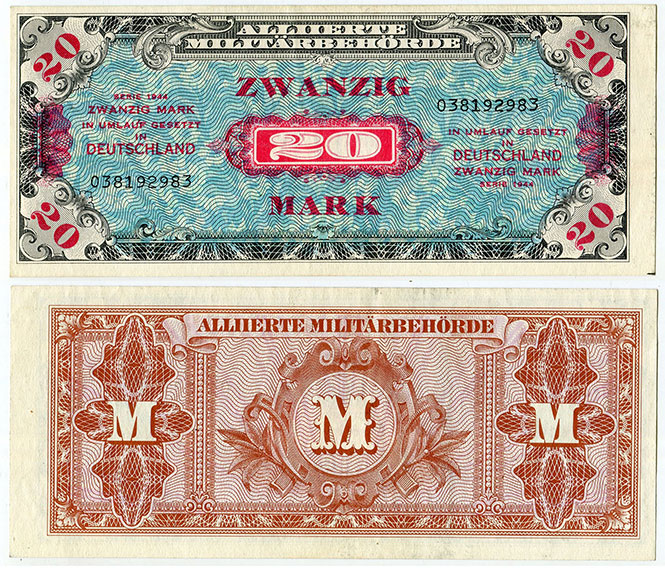 20
20
ALLIIERTE
MILITÄRBEHÖRDE
ZWANZIG
SERIE 1944
ZWANZIG MARK
IN UMLAUF GESETZT
IN
DEUTSCHLAND
038192983
20
038192983
IN UMLAUF GESETZT
IN
DEUTSCHLAND
ZWANZIG MARK
SERIE 1944
MARK
20
20
ALLIIERTE MILITÄRBEHÖRDE
M
M
M